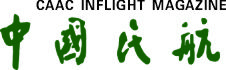 CAAC INFLIGHT MAGAZINE
中國民航